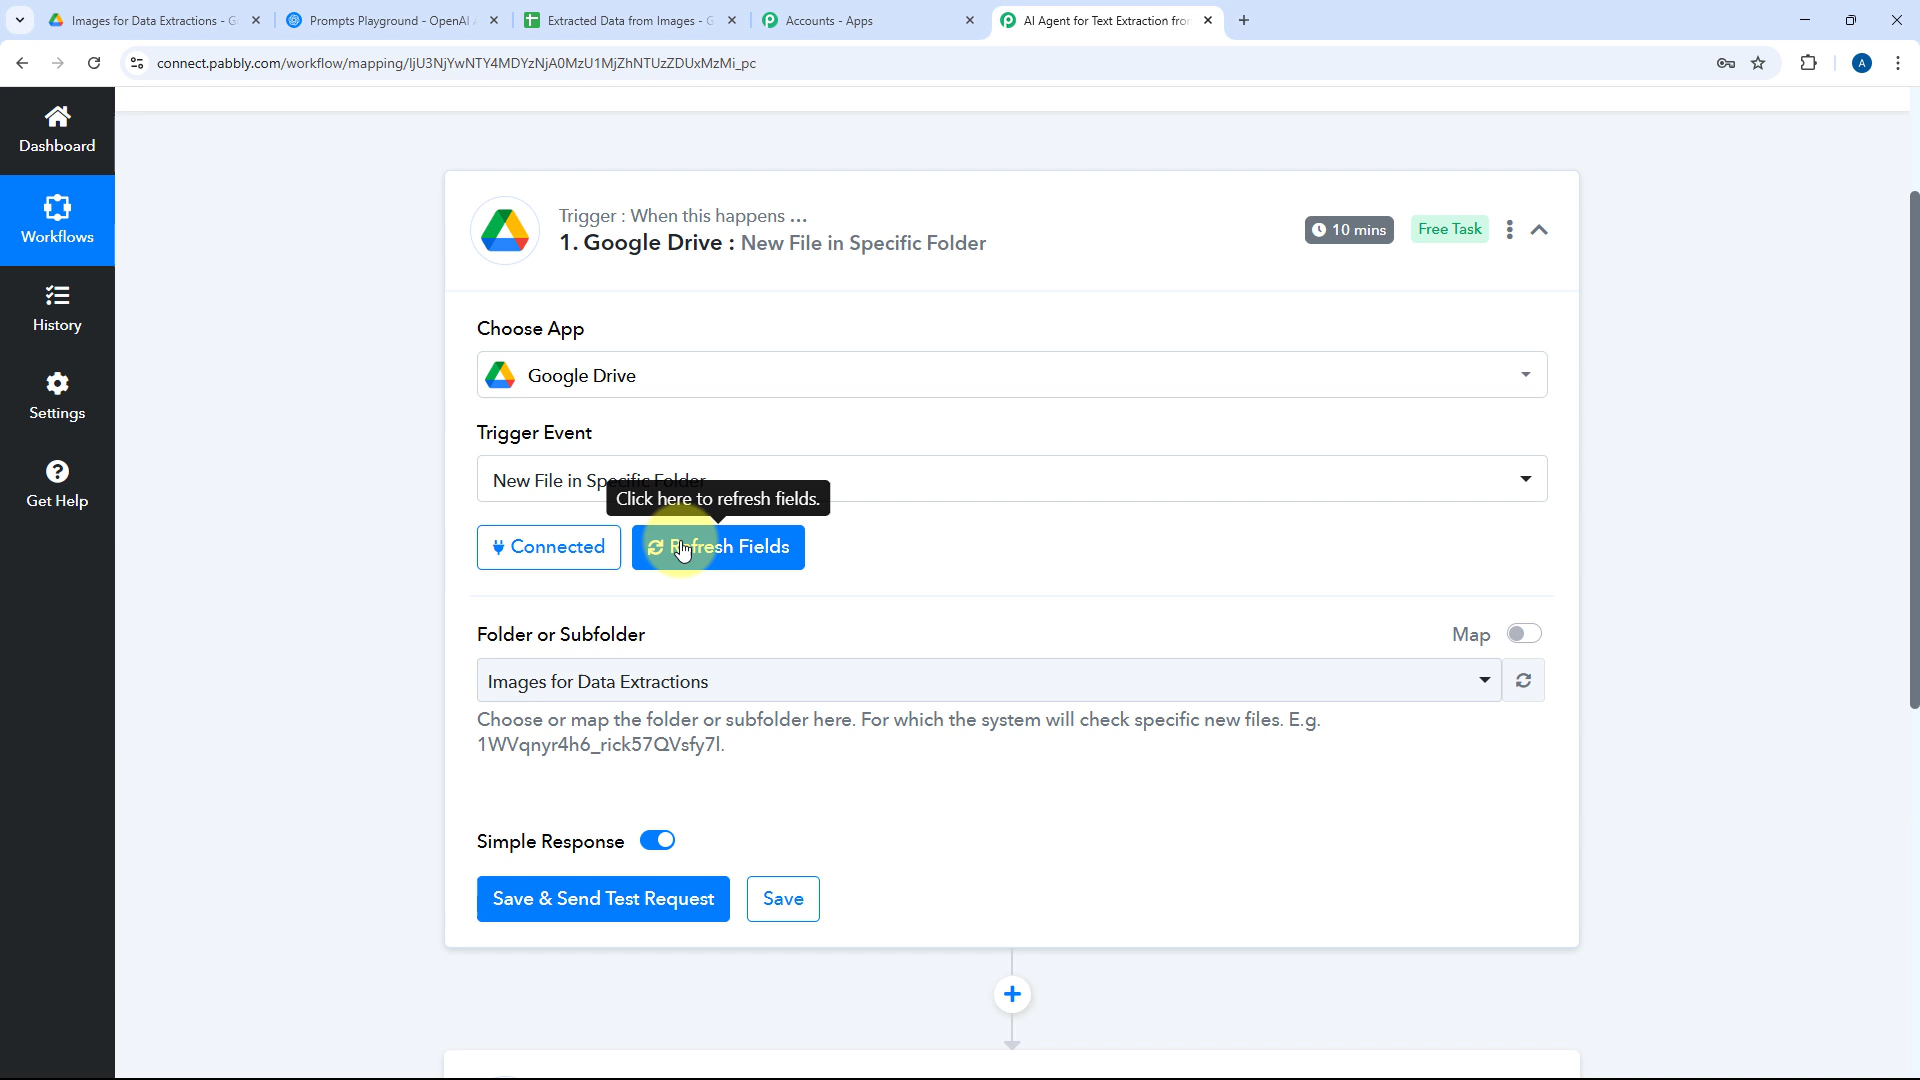 Images for Data Extractions - G
Prompts Playground - OpenAI
Extracted Data from Images - G
Accounts - Apps
AI Agent for Text Extraction fro
connect.pabbly.com/workflow/mapping/IjU3NjYwNTY4MDYzNjA0MzU1MjZhNTUzZDUxMzMi_pc
A
Dashboard
Workflows
History
Settings
Get Help
Trigger : When this happens ...
1. Google Drive : New File in Specific Folder
10 mins
Free Task
Choose App
Google Drive
Trigger Event
New File in Specific Folder
Click here to refresh fields.
Connected
Refresh Fields
Folder or Subfolder
Map
Images for Data Extractions
Choose or map the folder or subfolder here. For which the system will check specific new files. E.g.
1WVqnyr4h6_rick57QVsfy7l.
Simple Response
Save & Send Test Request
Save